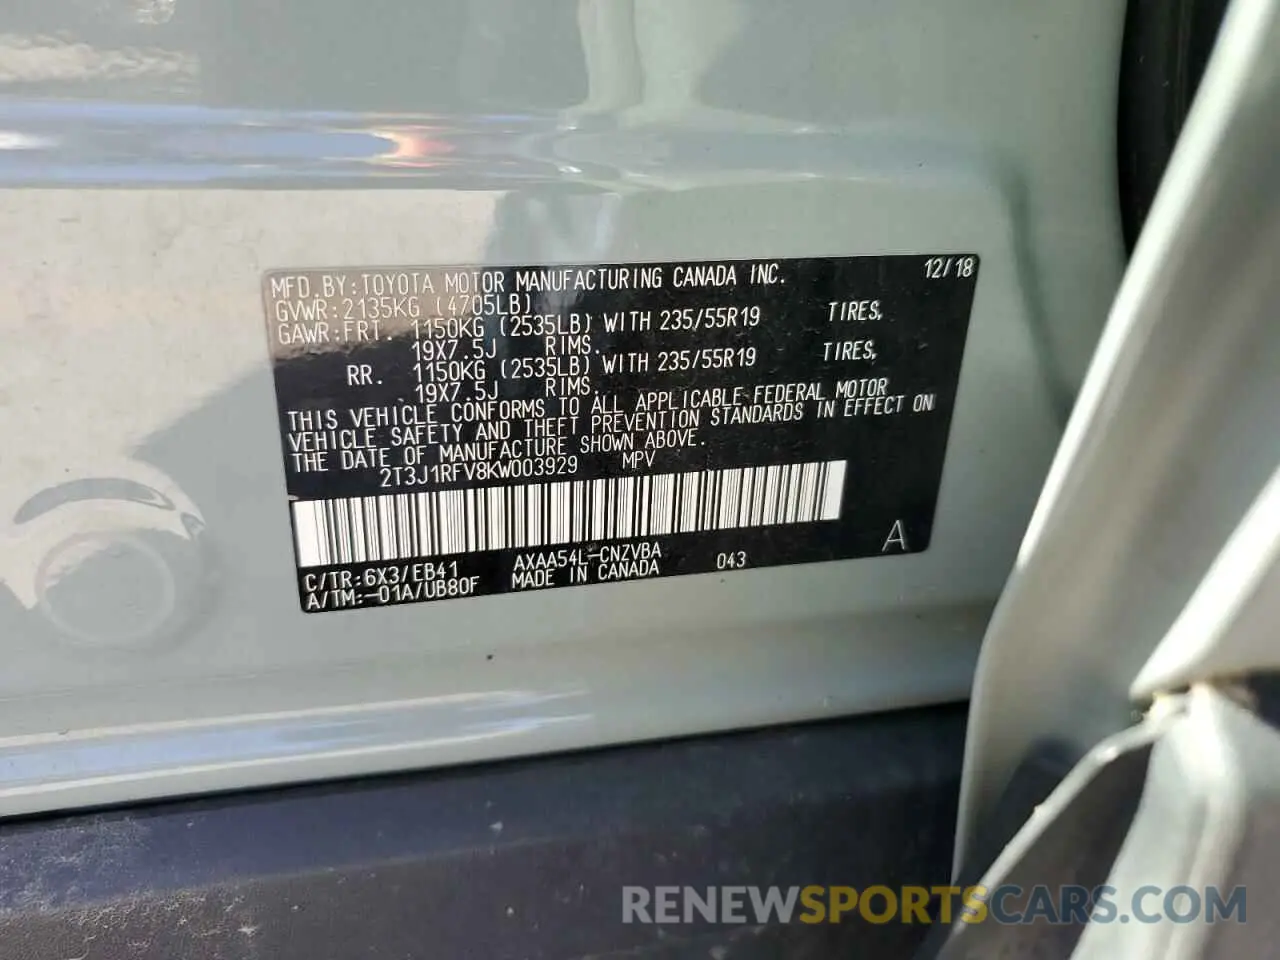 MFD.BY:TOYOTA MOTOR MANUFACTURING CANADA INC. 12/18
GVWR:2135KG (4705LB)
GAWR:FRT. 1150KG (2535LB) WITH 235/55R19 TIRES,
19X7.5J RIMS.
RR. 1150KG (2535LB) WITH 235/55R19 TIRES,
19X7.5J RIMS.
THIS VEHICLE CONFORMS TO ALL APPLICABLE FEDERAL MOTOR
VEHICLE SAFETY AND THEFT PREVENTION STANDARDS IN EFFECT ON
THE DATE OF MANUFACTURE SHOWN ABOVE.
2T3J1RFV8KW003929 MPV
C/TR:6X3/EB41 AXAA54L-CNZVBA 043 A
A/TM:-01A/UB80F MADE IN CANADA
RENEWSPORTSCARS.COM